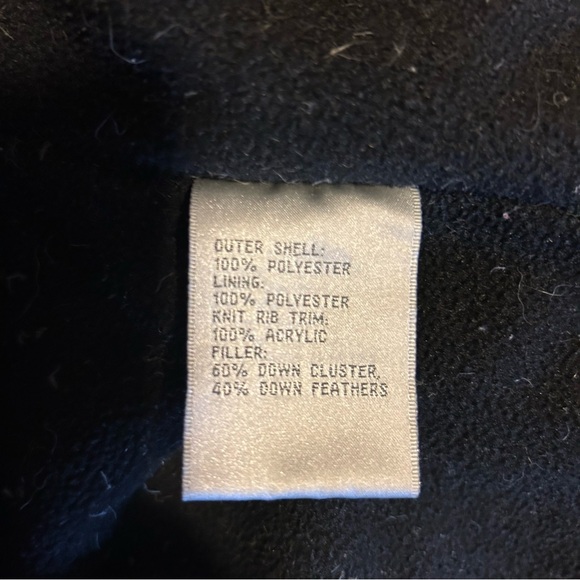 OUTER SHELL:
100% POLYESTER
LINING:
100% POLYESTER
KNIT RIB TRIM:
100% ACRYLIC
FILLER:
60% DOWN CLUSTER,
40% DOWN FEATHERS